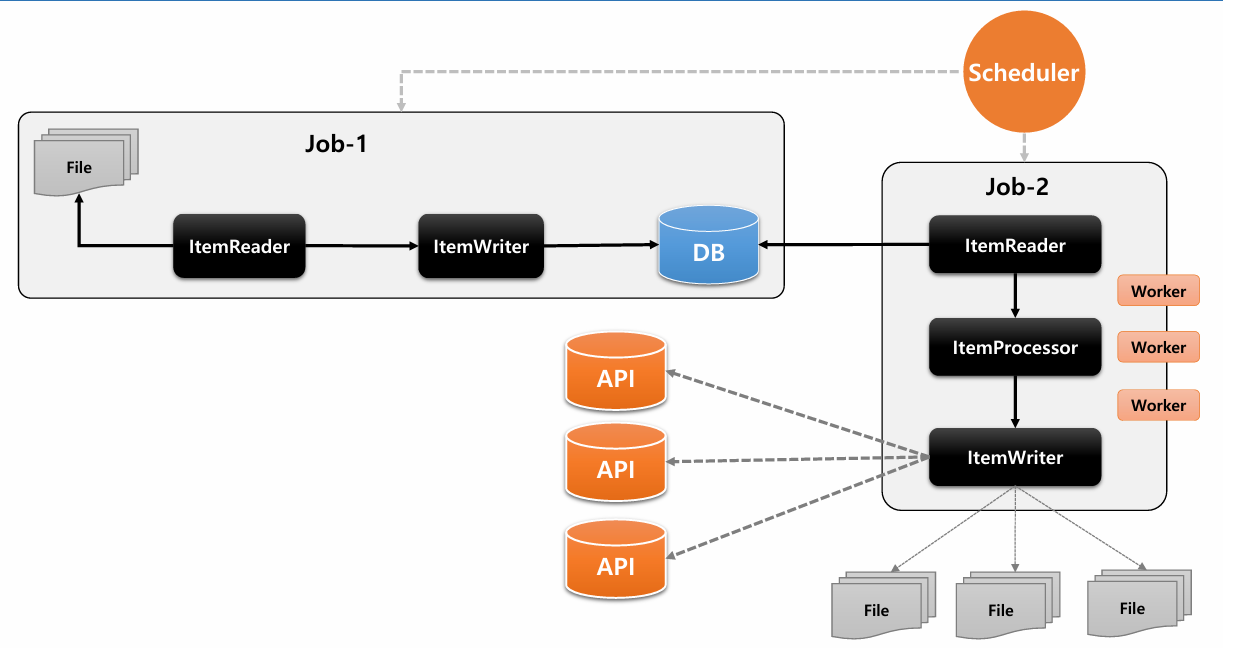 Scheduler
Job-1
File
ItemReader
ItemWriter
DB
Job-2
ItemReader
Worker
ItemProcessor
Worker
Worker
ItemWriter
API
API
API
File
File
File